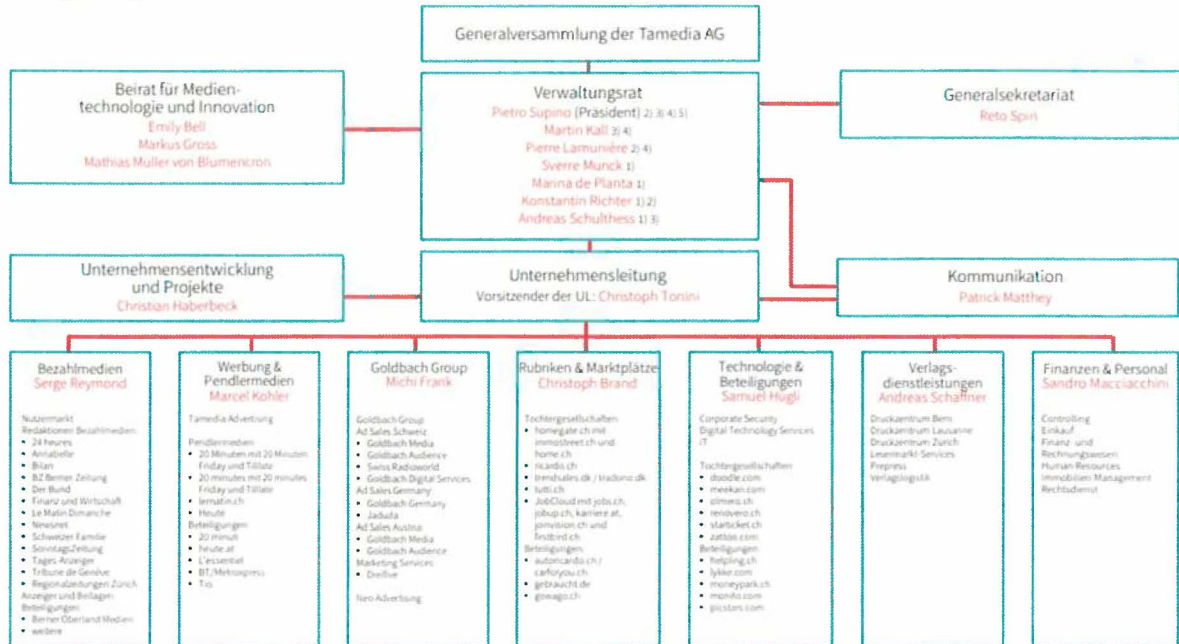 Generalversammlung der Tamedia AG
Beirat für Medien-
technologie und Innovation
Emily Bell
Markus Gross
Mathias Müller von Blumencron
Verwaltungsrat
Pietro Supino (Präsident) 2) 3) 4) 5)
Martin Kall 3) 4)
Pierre Lamunière 2) 4)
Sverre Munck 1)
Marina de Planta 1)
Konstantin Richter 1) 2)
Andreas Schulthess 1) 3)
Generalsekretariat
Reto Spiri
Unternehmensentwicklung
und Projekte
Christian Haberbeck
Unternehmensleitung
Vorsitzender der UL: Christoph Tonini
Kommunikation
Patrick Matthey
Bezahlmedien
Serge Reymond
Nutzermarkt
Redaktionen Bezahlmedien:
• 24 heures
• Annabelle
• Bilan
• BZ Berner Zeitung
• Der Bund
• Finanz und Wirtschaft
• Le Matin Dimanche
• Newsnet
• Schweizer Familie
• SonntagsZeitung
• Tages Anzeiger
• Tribune de Genève
• Regionalzeitungen Zürich
Anzeiger und Beilagen
Beteiligungen:
• Berner Oberland Medien
• weitere
Werbung &
Pendlermedien
Marcel Kohler
Tamedia Advertising
Pendlermedien
• 20 Minuten mit 20 Minuten
Friday und Tillate
• 20 minutes mit 20 minutes
Friday und Tillate
• lematin.ch
• Heute
Beteiligungen:
• 20 minuti
• heute.at
• L'essentiel
• BT/Metroxpress
• Tio
Goldbach Group
Michi Frank
Goldbach Group
Ad Sales Schweiz
• Goldbach Media
• Goldbach Audience
• Swiss Radioworld
• Goldbach Digital Services
Ad Sales Germany
• Goldbach Germany
• Jaduda
Ad Sales Austria
• Goldbach Media
• Goldbach Audience
Marketing Services
• Dreifive
Neo Advertising
Rubriken & Marktplätze
Christoph Brand
Tochtergesellschaften
• homegate.ch mit
immostreet.ch und
home.ch
• ricardo.ch
• trendsales.dk / tradono.dk
• tutti.ch
• JobCloud mit jobs.ch,
jobup.ch, karriere.at,
joinvision.ch und
firstbird.ch
Beteiligungen:
• autoricardo.ch /
carforyou.ch
• gebraucht.de
• gowago.ch
Technologie &
Beteiligungen
Samuel Hügli
Corporate Security
Digital Technology Services
IT
Tochtergesellschaften
• doodle.com
• meekan.com
• olmero.ch
• renovero.ch
• starticket.ch
• zattoo.com
Beteiligungen:
• helpling.ch
• lykke.com
• moneypark.ch
• monito.com
• picstars.com
Verlags-
dienstleistungen
Andreas Schaffner
Druckzentrum Bern
Druckzentrum Lausanne
Druckzentrum Zürich
Lesermarkt-Services
Prepress
Verlagslogistik
Finanzen & Personal
Sandro Macciacchini
Controlling
Einkauf
Finanz- und
Rechnungswesen
Human Resources
Immobilien Management
Rechtsdienst